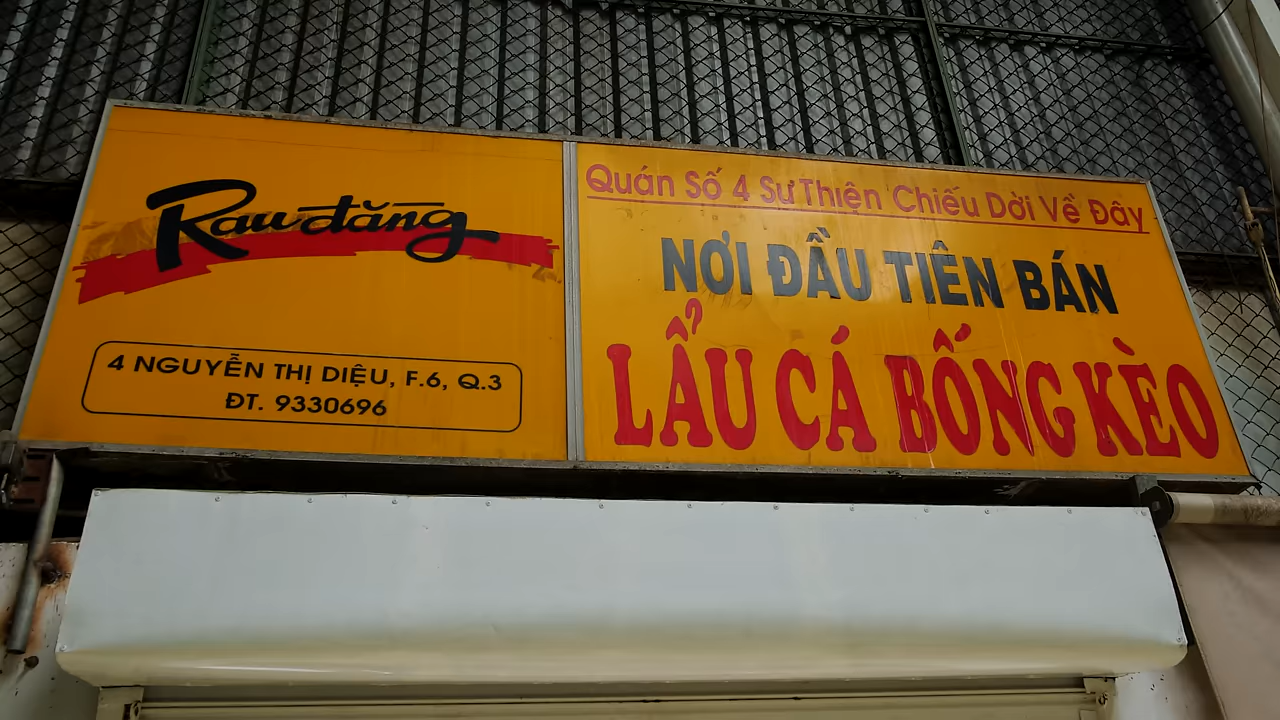 Rau đăng
4 NGUYỄN THỊ DIỆU, F.6, Q.3
ĐT. 9330696
Quán Số 4 Sư Thiện Chiếu Dời Về Đây
NƠI ĐẦU TIÊN BÁN
LẨU CÁ BỐNG KÈO